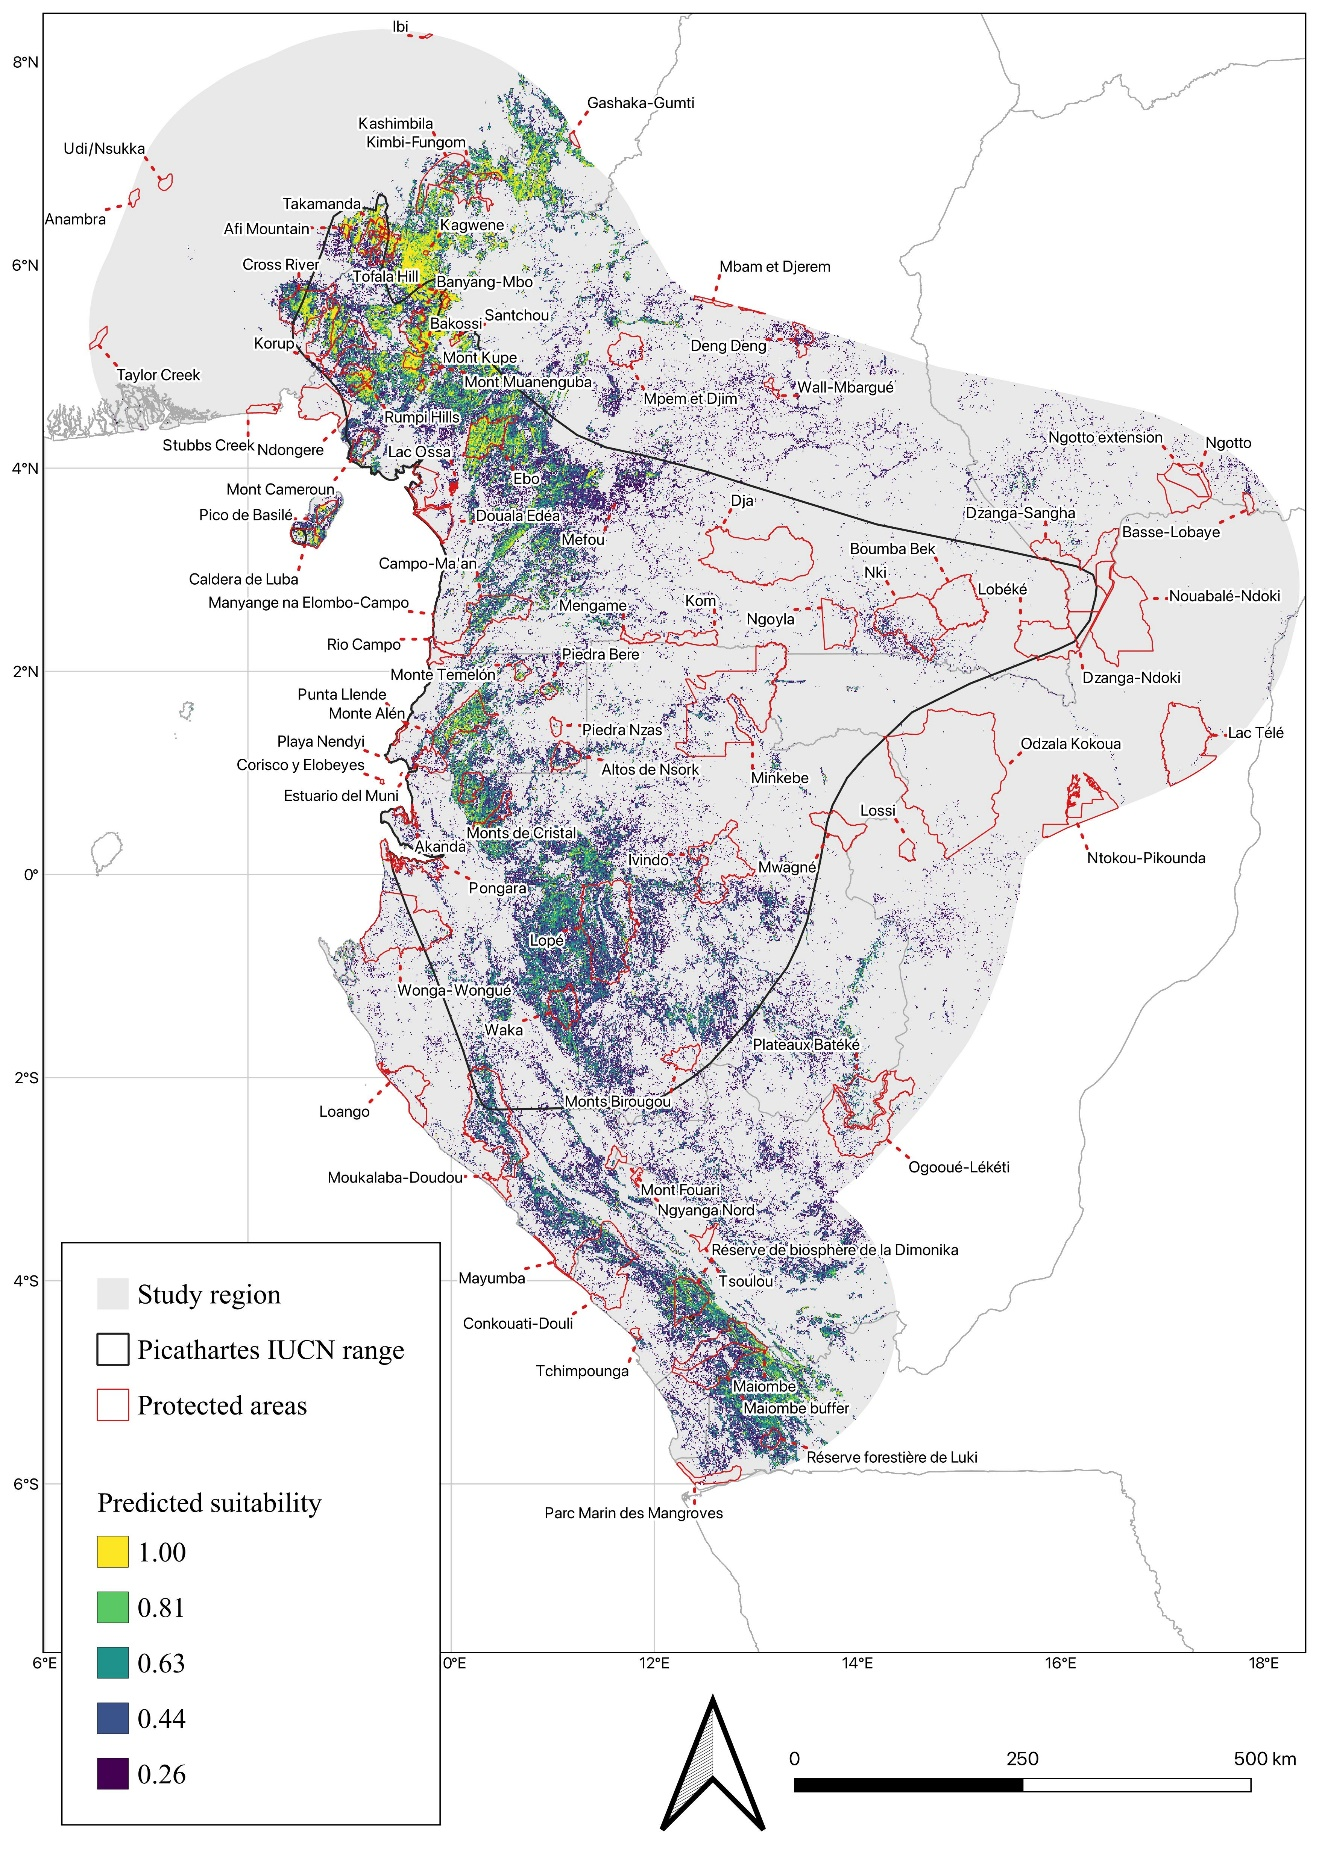 Ibi
8°N
Gashaka-Gumti
Kashimbila
Kimbi-Fungom
Udi/Nsukka
Takamanda
Anambra
Afi Mountain
Kagwene
Cross River
6°N
Tofala Hill
Mbam et Djerem
Banyang-Mbo
Santchou
Bakossi
Korup
Deng Deng
Mont Kupe
Taylor Creek
Mont Muanenguba
Wall-Mbargué
Mpem et Djim
Rumpi Hills
Stubbs Creek
Ndongere
Lac Ossa
Ngotto extension
Ngotto
4°N
Ebo
Mont Cameroun
Dja
Pico de Basilé
Douala Edéa
Dzanga-Sangha
Basse-Lobaye
Mefou
Boumba Bek
Campo-Ma'an
Nki
Caldera de Luba
Lobéké
Nouabalé-Ndoki
Manyange na Elombo-Campo
Mengame
Kom
Ngoyla
Rio Campo
Piedra Bere
2°N
Monte Temelón
Dzanga-Ndoki
Punta Llende
Monte Alén
Piedra Nzas
Lac Télé
Playa Nendyi
Odzala Kokoua
Corisco y Elobeyes
Altos de Nsork
Minkebe
Estuario del Muni
Lossi
Monts de Cristal
Akanda
Ivindo
Mwagné
Ntokou-Pikounda
0°
Pongara
Lopé
Wonga-Wongué
Waka
Plateaux Batéké
2°S
Monts Birougou
Loango
Ogooué-Lékéti
Moukalaba-Doudou
Mont Fouari
Ngyanga Nord
Réserve de biosphère de la Dimonika
Mayumba
Tsoulou
4°S
Conkouati-Douli
Tchimpounga
Maiombe
Maiombe buffer
Réserve forestière de Luki
6°S
Parc Marin des Mangroves
Study region
Picathartes IUCN range
Protected areas
Predicted suitability
1.00
0.81
0.63
0.44
0.26
6°E
0°E
12°E
14°E
16°E
18°E
0
250
500 km